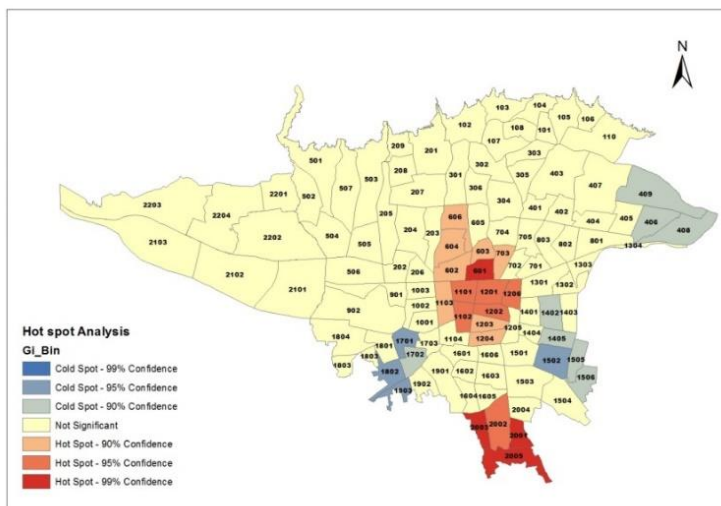 N
103 104
102 105 106
108 101 110
209 201 107
501 303
208 302 403
507 503 301 305 407
2201 502 207 306 409
2203 205 606 304 401 402 405 406
2204 204 203 605 404 408
504 704 705 803 802 801
2103 2202 505 604 603 703 1304
506 202 206 602 601 702 701 1303
2102 1301 1302
2101 901 1003 1101 1201 1206
902 1002 1103 1102 1202 1401 1402 1403
1001 1203 1205 1404
1804 1701 1703 1104 1204 1405
1801 1702 1601 1606 1501 1502 1505
1803 1803
1802 1901 1602 1603 1506
1903 1902 1503
1604 1605 1504
2004
2003 2002 2001
2005
Hot spot Analysis
Gi_Bin
Cold Spot - 99% Confidence
Cold Spot - 95% Confidence
Cold Spot - 90% Confidence
Not Significant
Hot Spot - 90% Confidence
Hot Spot - 95% Confidence
Hot Spot - 99% Confidence